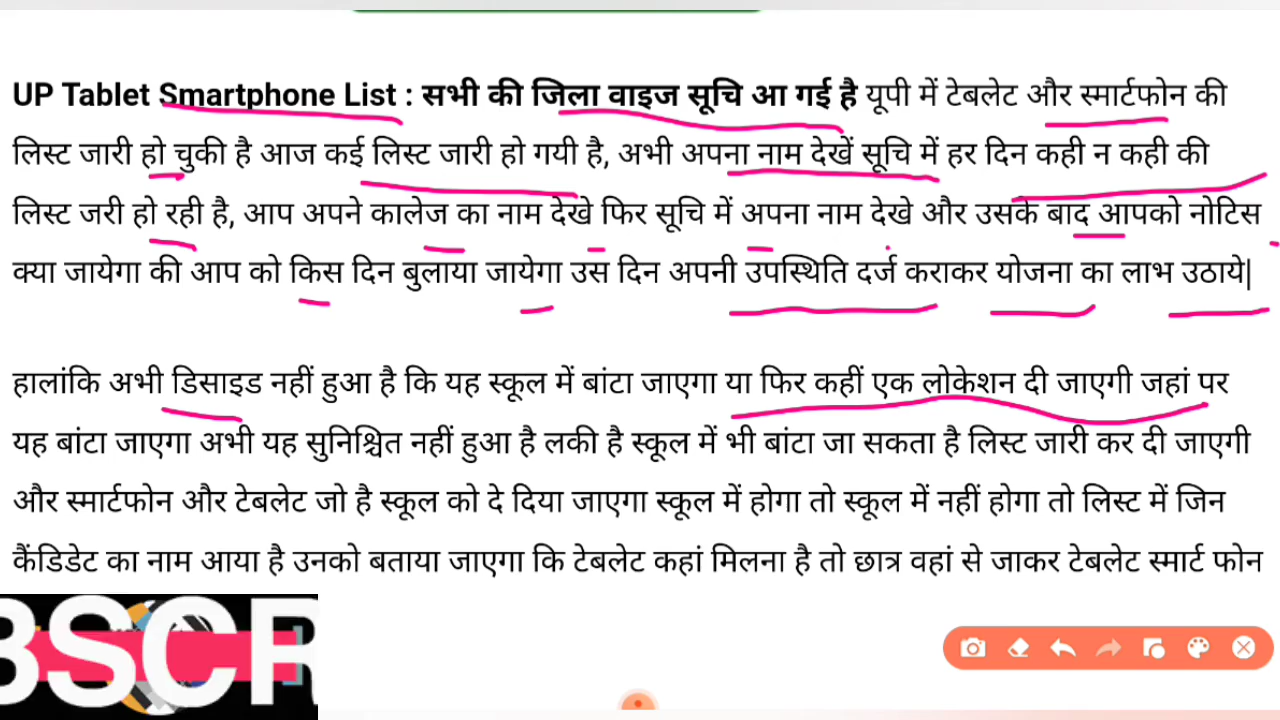 UP Tablet Smartphone List : सभी की जिला वाइज सूचि आ गई है यूपी में टेबलेट और स्मार्टफोन की
लिस्ट जारी हो चुकी है आज कई लिस्ट जारी हो गयी है, अभी अपना नाम देखें सूचि में हर दिन कही न कही की
लिस्ट जरी हो रही है, आप अपने कालेज का नाम देखे फिर सूचि में अपना नाम देखे और उसके बाद आपको नोटिस
क्या जायेगा की आप को किस दिन बुलाया जायेगा उस दिन अपनी उपस्थिति दर्ज कराकर योजना का लाभ उठाये|
हालांकि अभी डिसाइड नहीं हुआ है कि यह स्कूल में बांटा जाएगा या फिर कहीं एक लोकेशन दी जाएगी जहां पर
यह बांटा जाएगा अभी यह सुनिश्चित नहीं हुआ है लकी है स्कूल में भी बांटा जा सकता है लिस्ट जारी कर दी जाएगी
और स्मार्टफोन और टेबलेट जो है स्कूल को दे दिया जाएगा स्कूल में होगा तो स्कूल में नहीं होगा तो लिस्ट में जिन
कैंडिडेट का नाम आया है उनको बताया जाएगा कि टेबलेट कहां मिलना है तो छात्र वहां से जाकर टेबलेट स्मार्ट फोन
BSCR